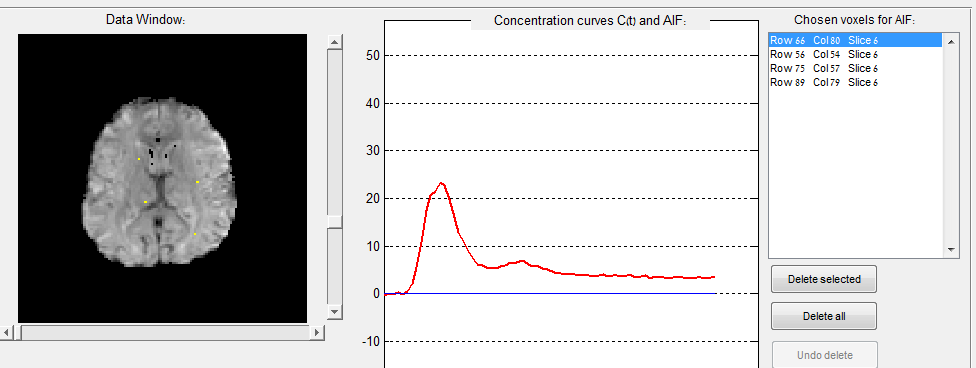 Data Window:
Concentration curves C(t) and AIF:
Chosen voxels for AIF:
50
40
30
20
10
0
-10
Row 66 Col 80 Slice 6
Row 56 Col 54 Slice 6
Row 75 Col 57 Slice 6
Row 89 Col 79 Slice 6
Delete selected
Delete all
Undo delete